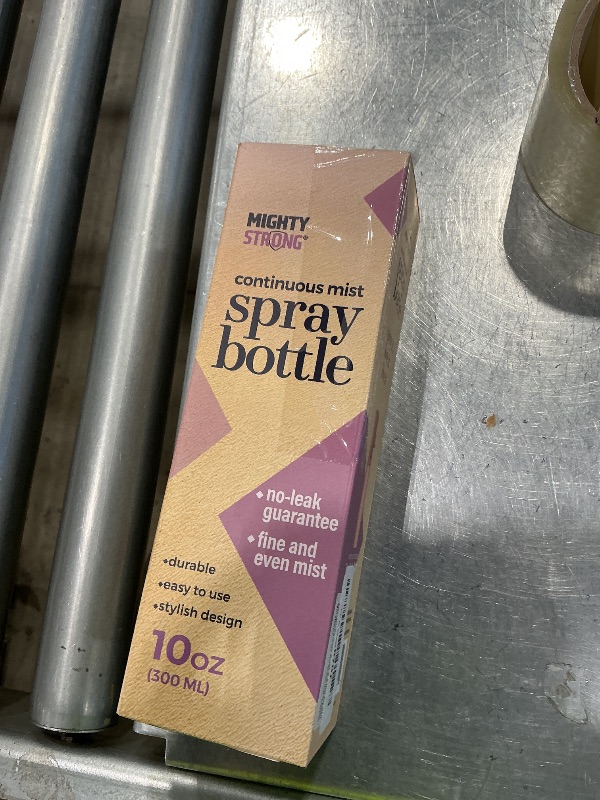 MIGHTY
STRONG®
continuous mist
spray
bottle
• no-leak
guarantee
• fine and
even mist
•durable
•easy to use
•stylish design
10oz
(300 ML)